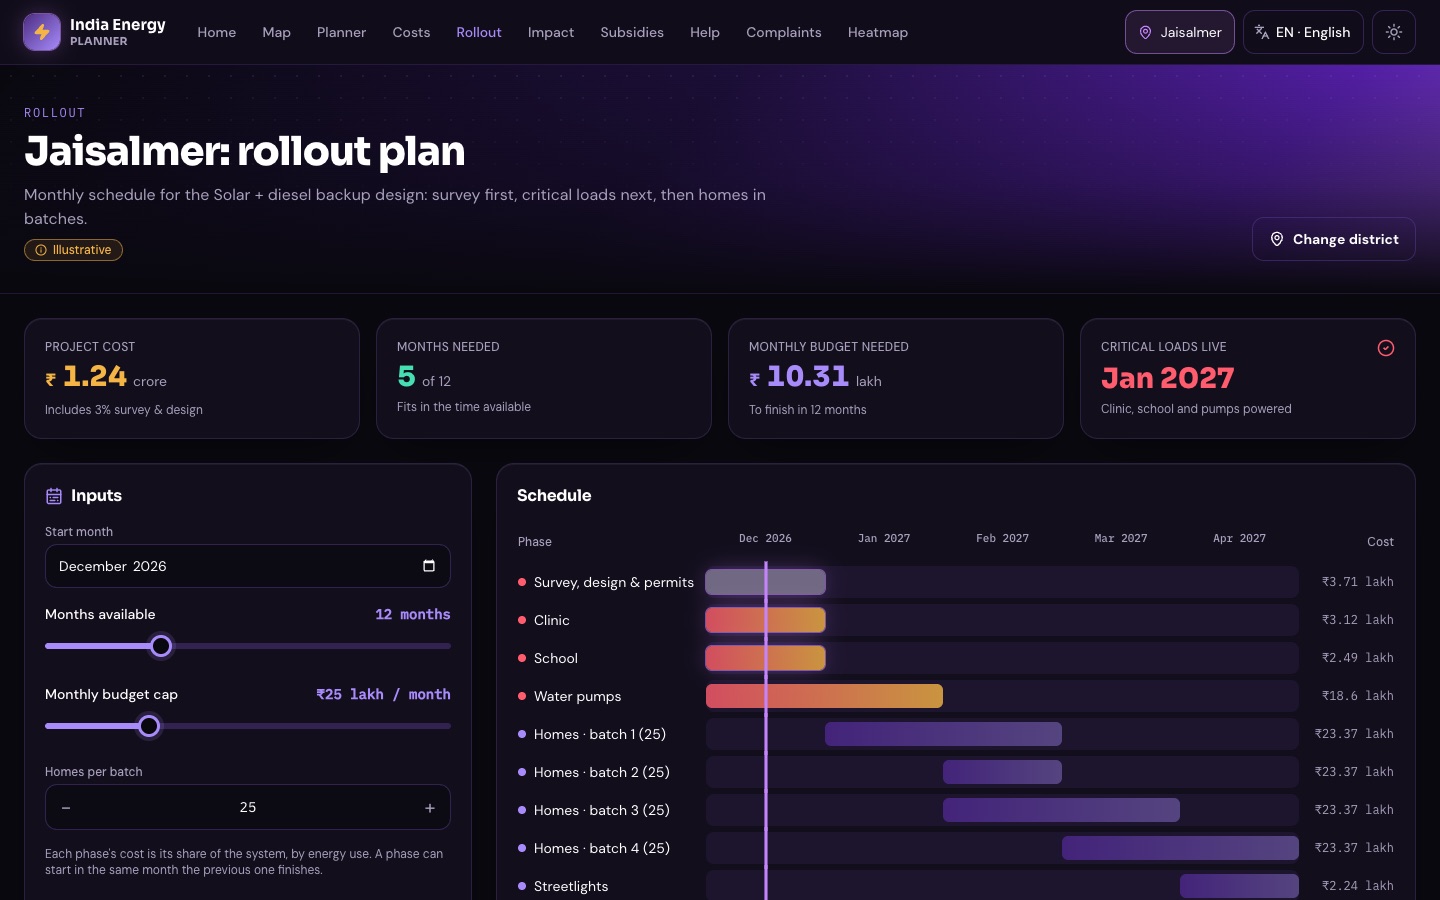 India Energy
PLANNER
Home
Map
Planner
Costs
Rollout
Impact
Subsidies
Help
Complaints
Heatmap
Jaisalmer
EN · English
ROLLOUT
Jaisalmer: rollout plan
Monthly schedule for the Solar + diesel backup design: survey first, critical loads next, then homes in
batches.
Illustrative
Change district
PROJECT COST
₹ 1.24 crore
Includes 3% survey & design
MONTHS NEEDED
5 of 12
Fits in the time available
MONTHLY BUDGET NEEDED
₹ 10.31 lakh
To finish in 12 months
CRITICAL LOADS LIVE
Jan 2027
Clinic, school and pumps powered
Inputs
Start month
December 2026
Months available 12 months
Monthly budget cap ₹25 lakh / month
Homes per batch
− 25 +
Each phase's cost is its share of the system, by energy use. A phase can
start in the same month the previous one finishes.
Schedule
Phase Dec 2026 Jan 2027 Feb 2027 Mar 2027 Apr 2027 Cost
Survey, design & permits ₹3.71 lakh
Clinic ₹3.12 lakh
School ₹2.49 lakh
Water pumps ₹18.6 lakh
Homes · batch 1 (25) ₹23.37 lakh
Homes · batch 2 (25) ₹23.37 lakh
Homes · batch 3 (25) ₹23.37 lakh
Homes · batch 4 (25) ₹23.37 lakh
Streetlights ₹2.24 lakh